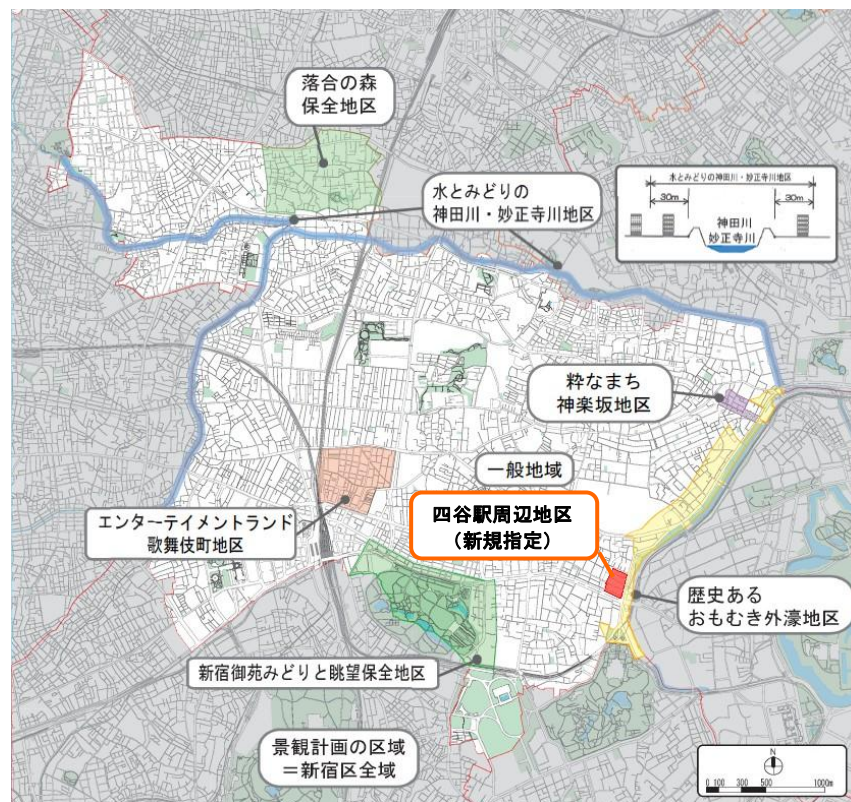 落合の森
保全地区
水とみどりの
神田川・妙正寺川地区
水とみどりの神田川・妙正寺川地区
30m
30m
神田川
妙正寺川
粋なまち
神楽坂地区
一般地域
四谷駅周辺地区
（新規指定）
エンターテイメントランド
歌舞伎町地区
歴史ある
おもむき外濠地区
新宿御苑みどりと眺望保全地区
景観計画の区域
＝新宿区全域
N
0 100 300 500 1000m